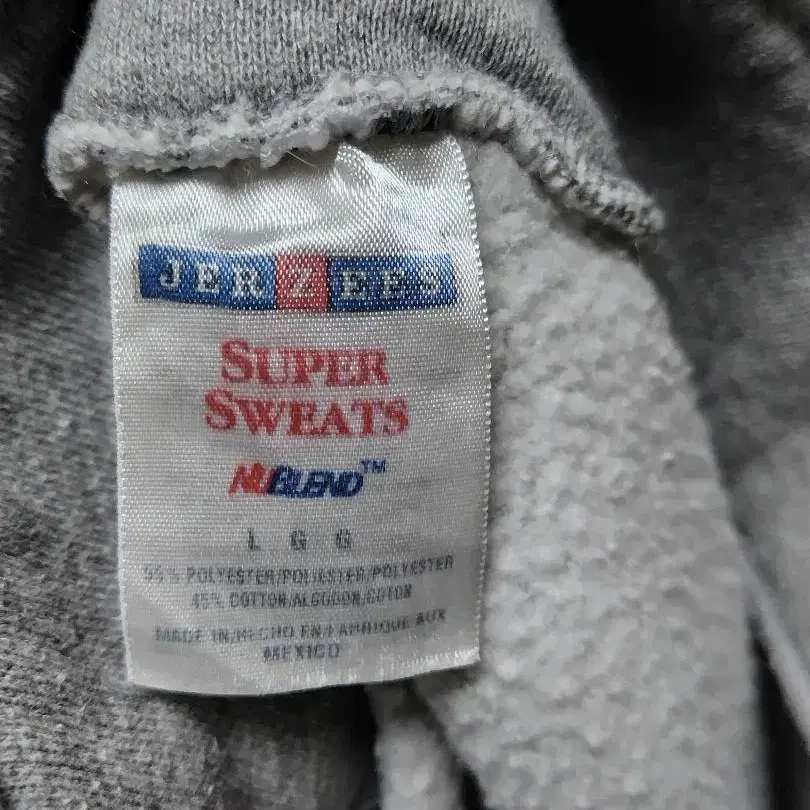 JERZEES
SUPER
SWEATS
NUBLEND™
L G G
55% POLYESTER/POLIESTER/POLYESTER
45% COTTON/ALGODON/COTON
MADE IN/HECHO EN/FABRIQUE AUX
MEXICO